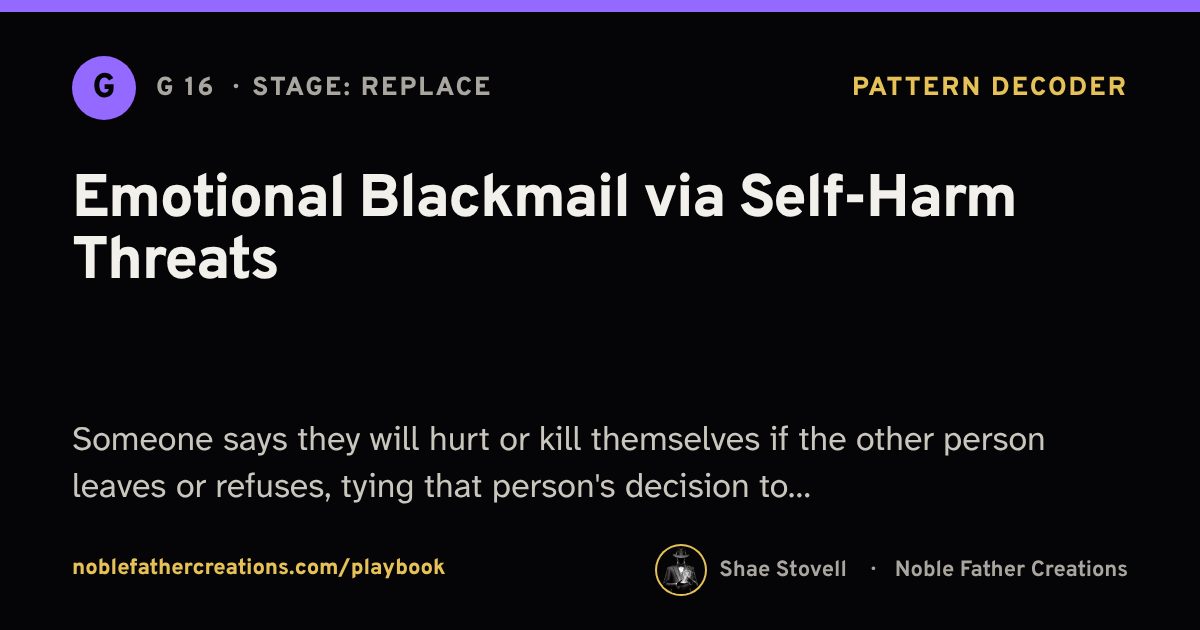 G
G 16 · STAGE: REPLACE
PATTERN DECODER
Emotional Blackmail via Self-Harm
Threats
Someone says they will hurt or kill themselves if the other person
leaves or refuses, tying that person's decision to...
noblefathercreations.com/playbook
Shae Stovell · Noble Father Creations